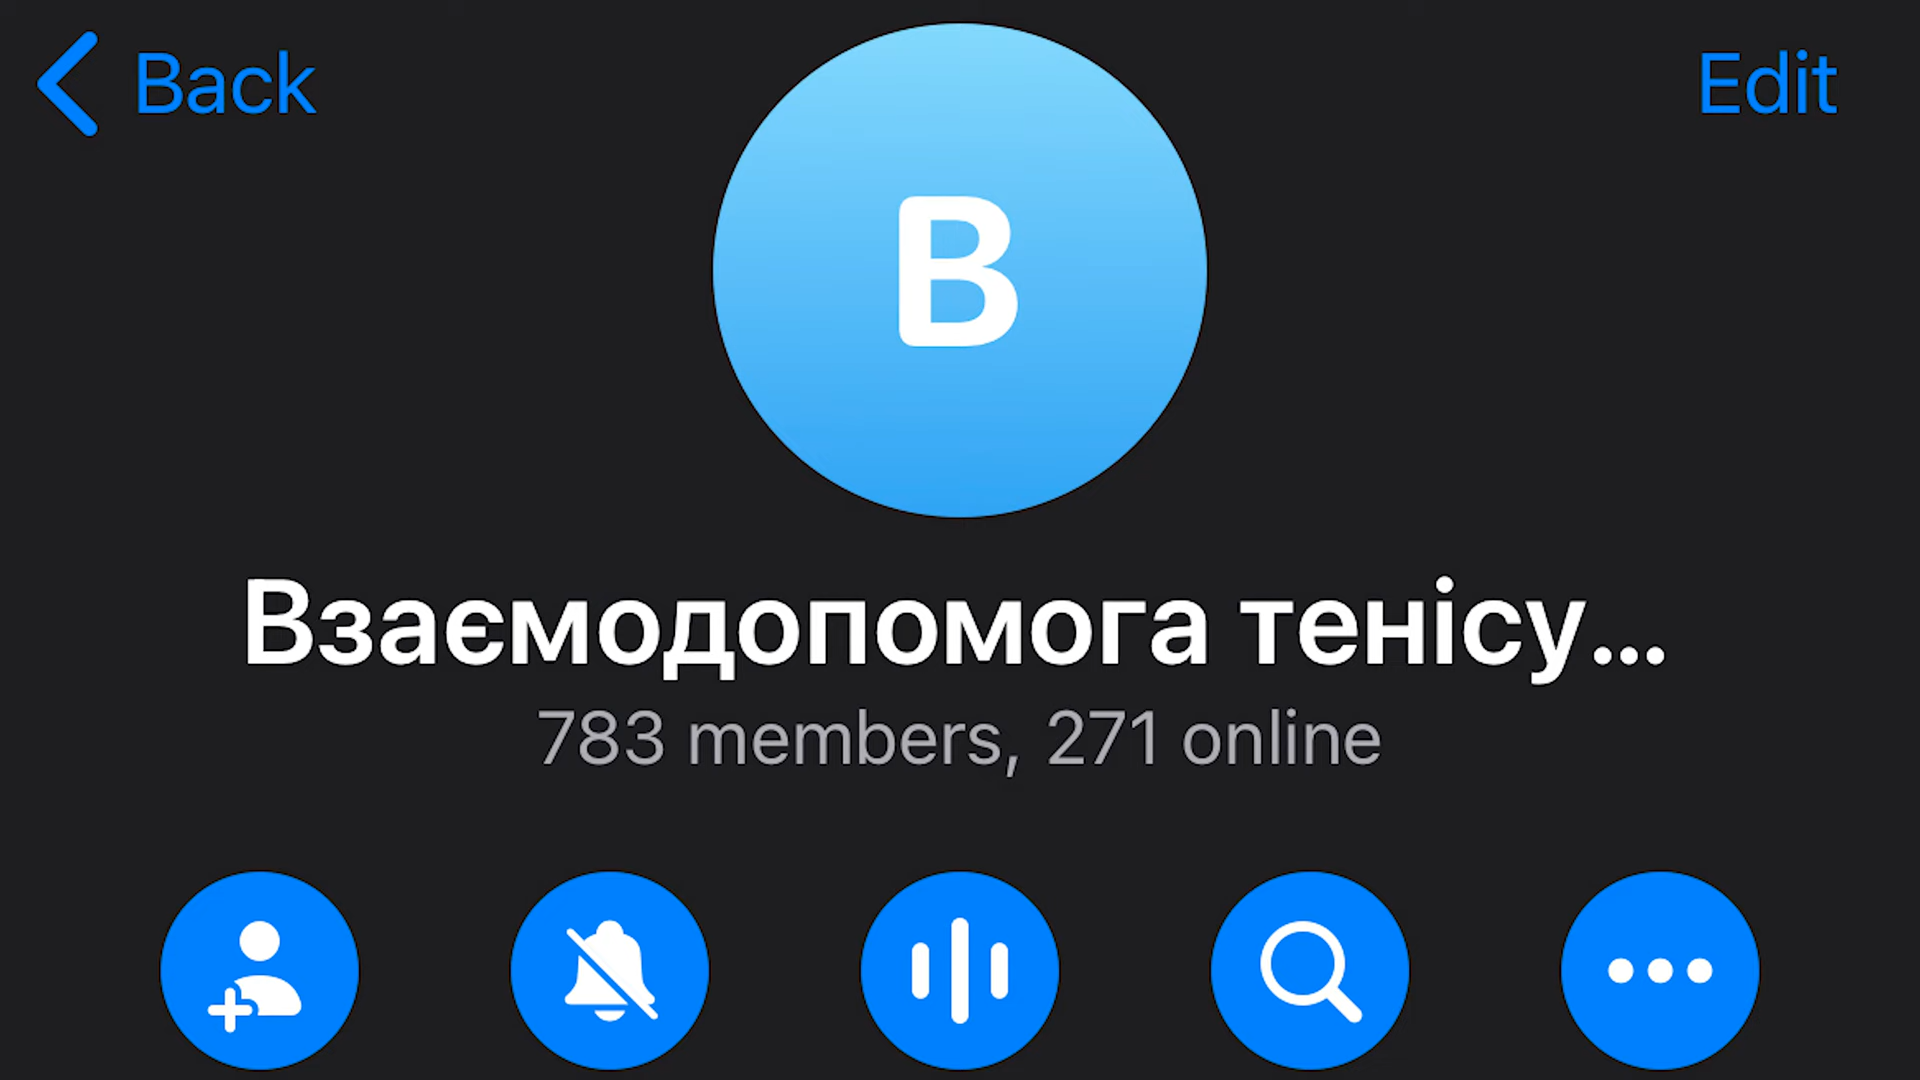 Back
Edit
В
Взаємодопомога тенісу...
783 members, 271 online